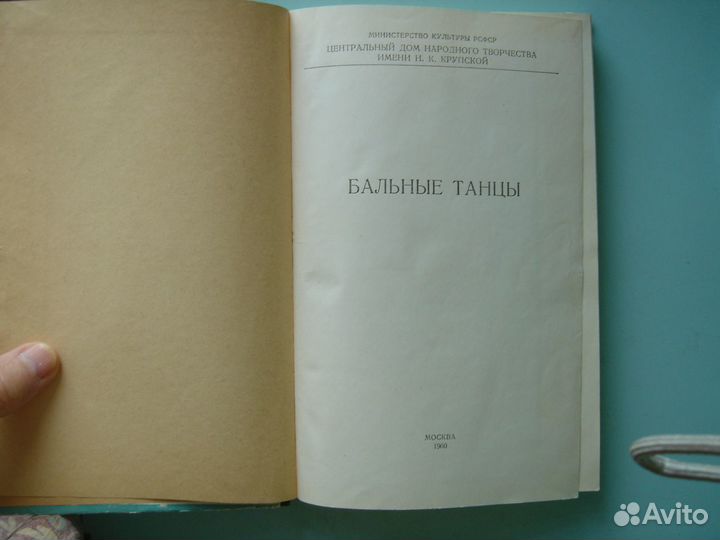 МИНИСТЕРСТВО КУЛЬТУРЫ РСФСР
ЦЕНТРАЛЬНЫЙ ДОМ НАРОДНОГО ТВОРЧЕСТВА
ИМЕНИ Н. К. КРУПСКОЙ
БАЛЬНЫЕ ТАНЦЫ
МОСКВА
1960
Avito